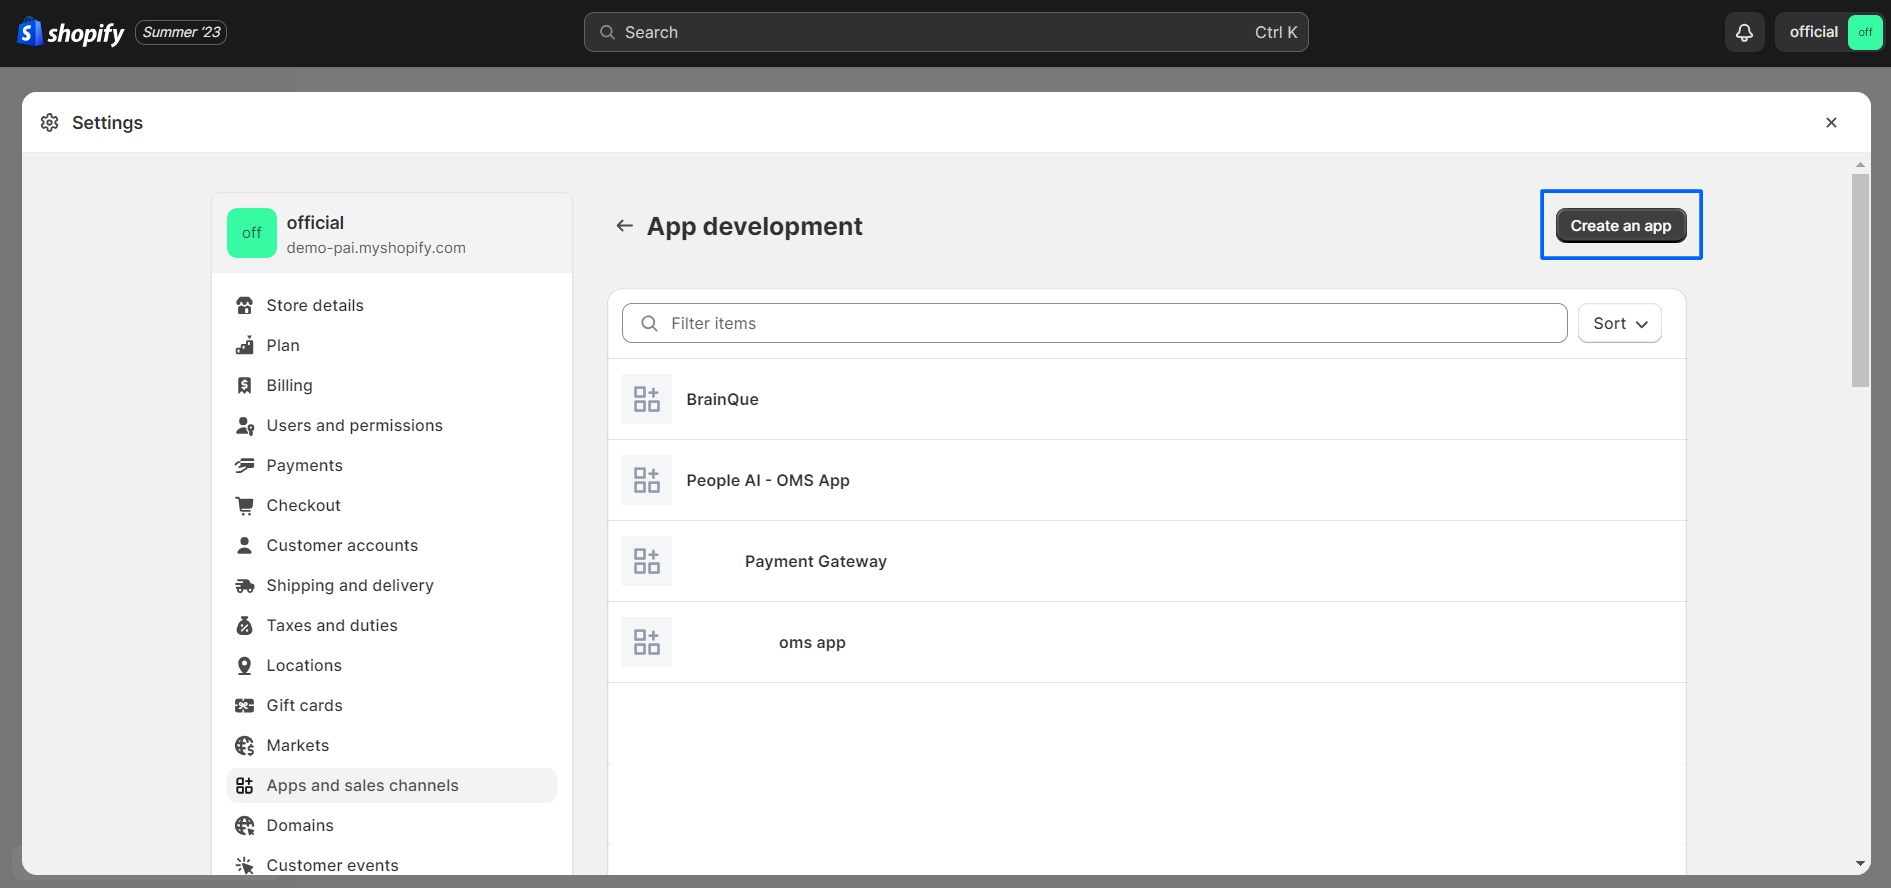 shopify Summer '23
Search Ctrl K
official off
Settings
off official
demo-pai.myshopify.com
Store details
Plan
Billing
Users and permissions
Payments
Checkout
Customer accounts
Shipping and delivery
Taxes and duties
Locations
Gift cards
Markets
Apps and sales channels
Domains
Customer events
App development
Create an app
Filter items
Sort
BrainQue
People AI - OMS App
Payment Gateway
oms app